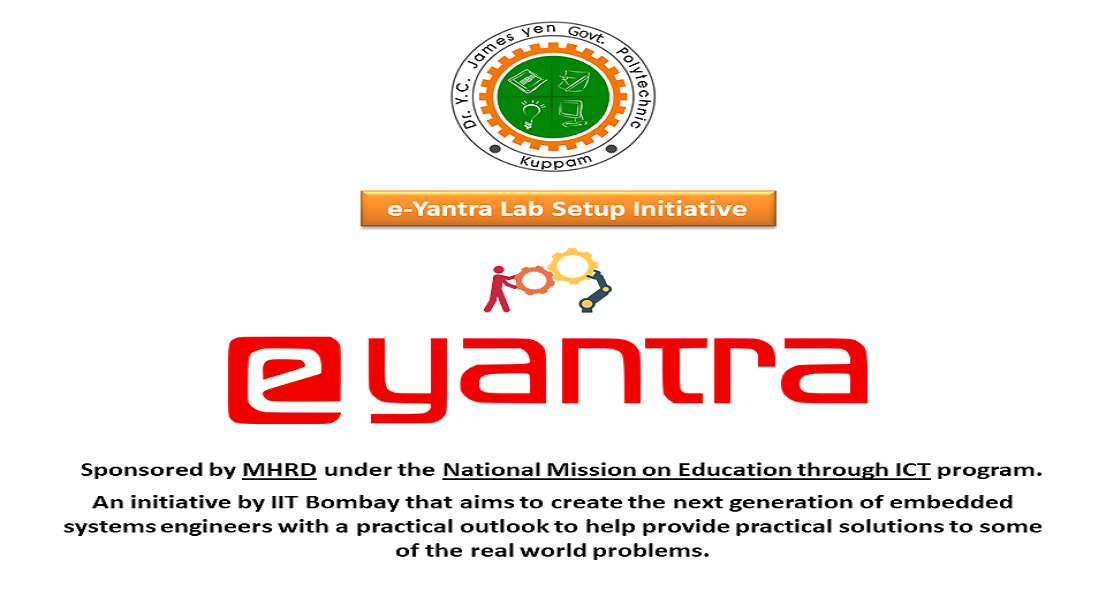 Dr. Y.C. James yen Govt. Polytechnic
Kuppam
e-Yantra Lab Setup Initiative
e yantra
Sponsored by MHRD under the National Mission on Education through ICT program.
An initiative by IIT Bombay that aims to create the next generation of embedded
systems engineers with a practical outlook to help provide practical solutions to some
of the real world problems.